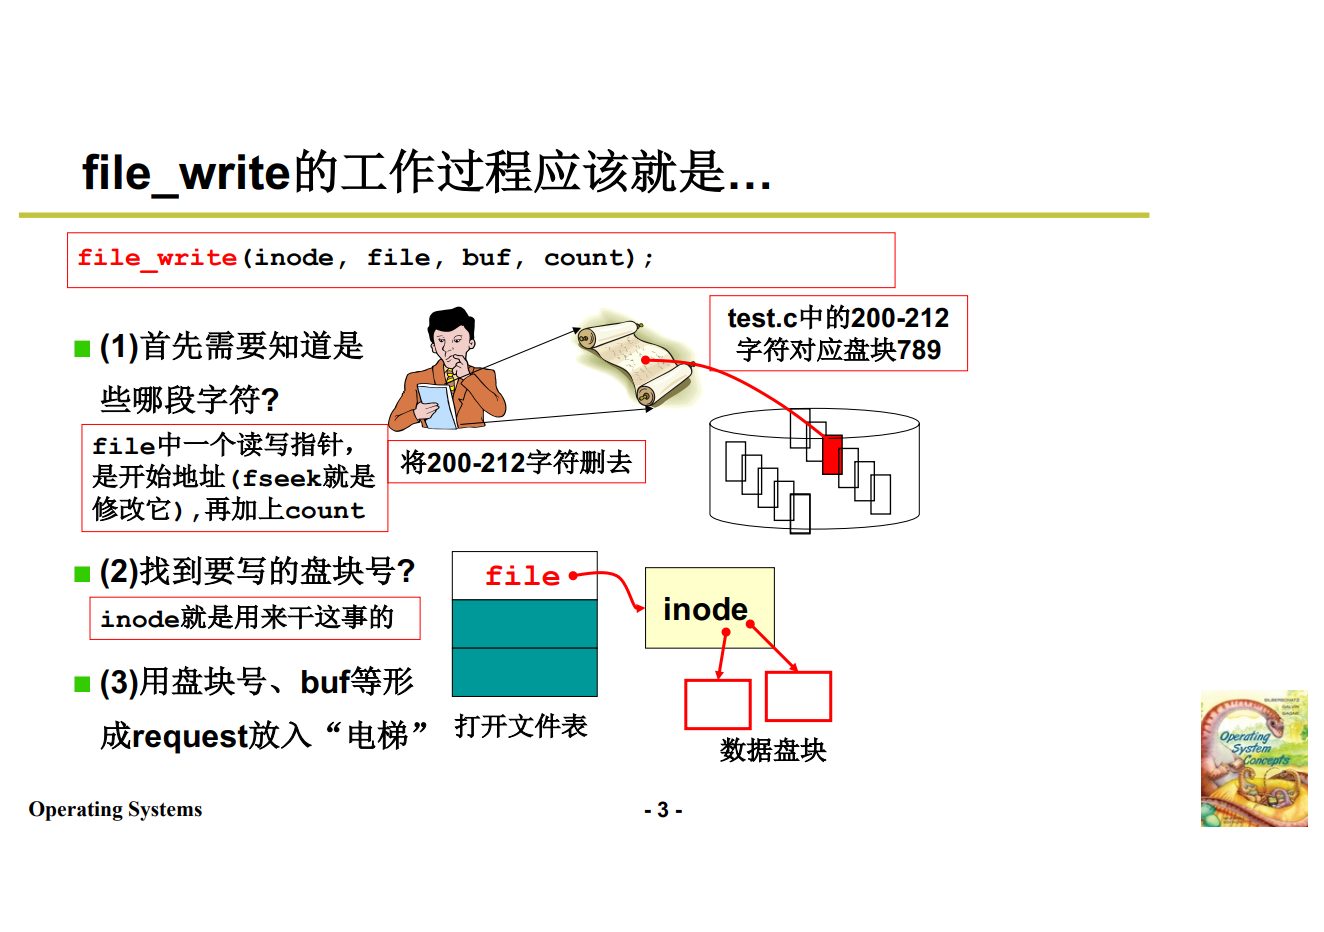 file_write的工作过程应该就是…
file_write(inode, file, buf, count);
(1)首先需要知道是
些哪段字符?
file中一个读写指针，
是开始地址(fseek就是
修改它),再加上count
将200-212字符删去
test.c中的200-212
字符对应盘块789
(2)找到要写的盘块号?
inode就是用来干这事的
(3)用盘块号、buf等形
成request放入“电梯”
file
打开文件表
inode
数据盘块
Operating Systems
- 3 -
SILBERSCHATZ
GALVIN
GAGNE
Operating
System
Concepts